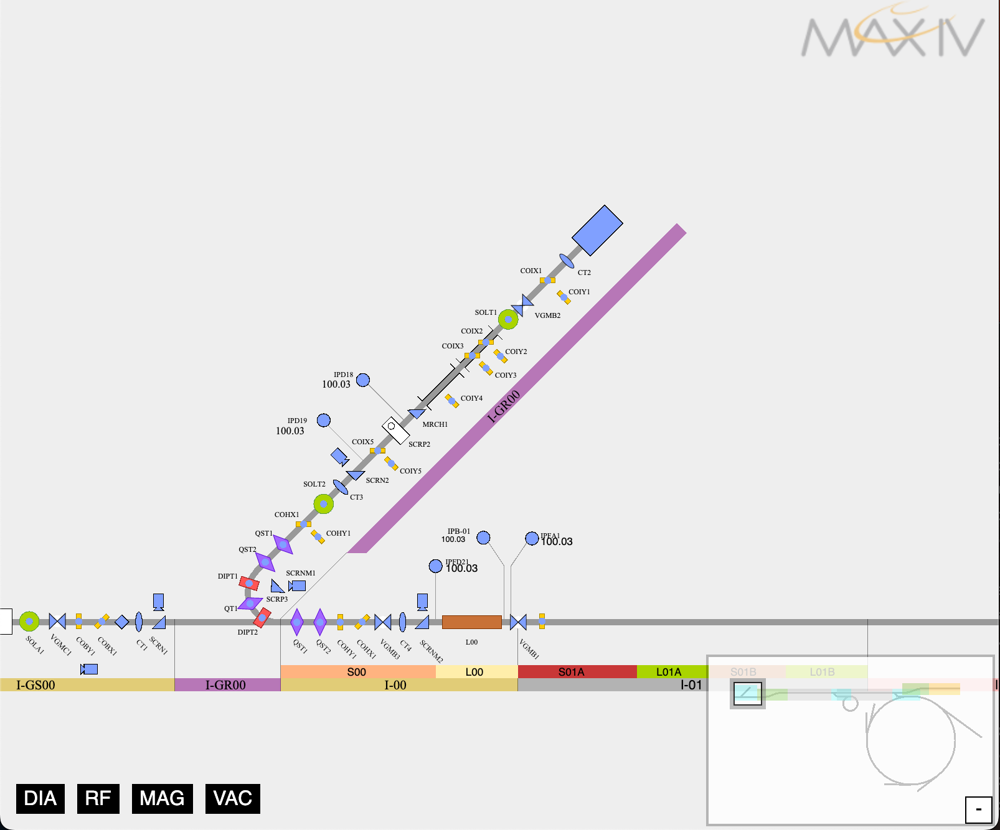 MAX IV
COIX1
CT2
COIY1
SOLT1
VGMB2
COIX2
COIX3
COIY2
IPD18
COIY3
100.03
I-GR00
COIY4
IPD19
MRCH1
100.03
COIX5
SCRP2
COIY5
SOLT2
SCRN2
CT3
COHX1
QST1
COHY1
IPB-01
IPFA1
100.03
100.03
QST2
IPFD21
100.03
DIPT1
SCRNM1
SCRP3
QT1
DIPT2
SOLA1
VGMC1
COBY1
COBX1
CT1
SCRN1
QST1
QST2
COHY1
COHX1
VGMB3
CT4
SCRNM2
L00
VGMB1
S00
L00
S01A
L01A
S01B
L01B
I-GS00
I-GR00
I-00
I-01
DIA
RF
MAG
VAC
-